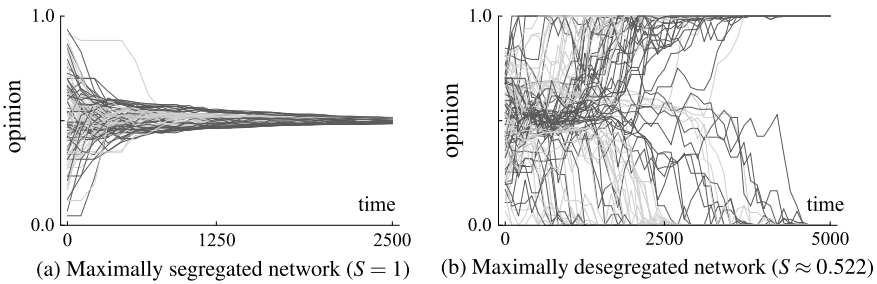 1.0
opinion
0.0
time
0
1250
2500
(a) Maximally segregated network (S = 1)
1.0
opinion
0.0
time
0
2500
5000
(b) Maximally desegregated network (S ≈ 0.522)